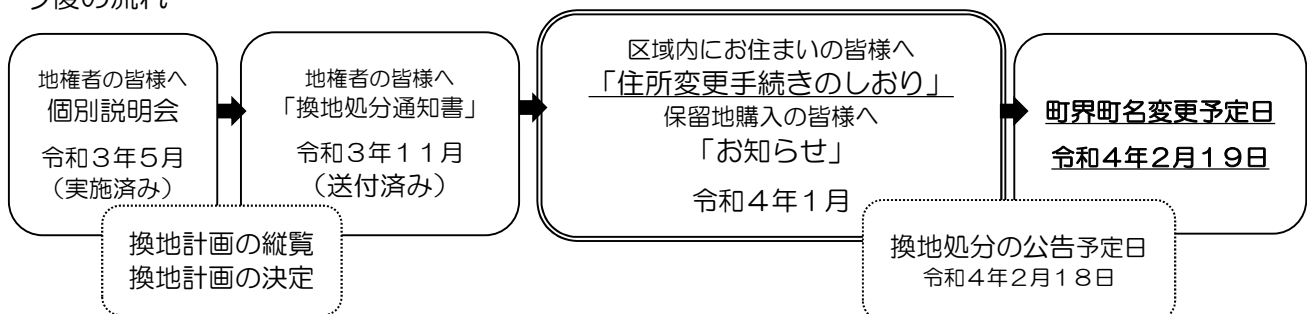 後の流れ
地権者の皆様へ
個別説明会
令和３年５月
（実施済み）
換地計画の縦覧
換地計画の決定
地権者の皆様へ
「換地処分通知書」
令和３年１１月
（送付済み）
区域内にお住まいの皆様へ
「住所変更手続きのしおり」
保留地購入の皆様へ
「お知らせ」
令和４年１月
換地処分の公告予定日
令和４年２月１８日
町界町名変更予定日
令和４年２月１９日